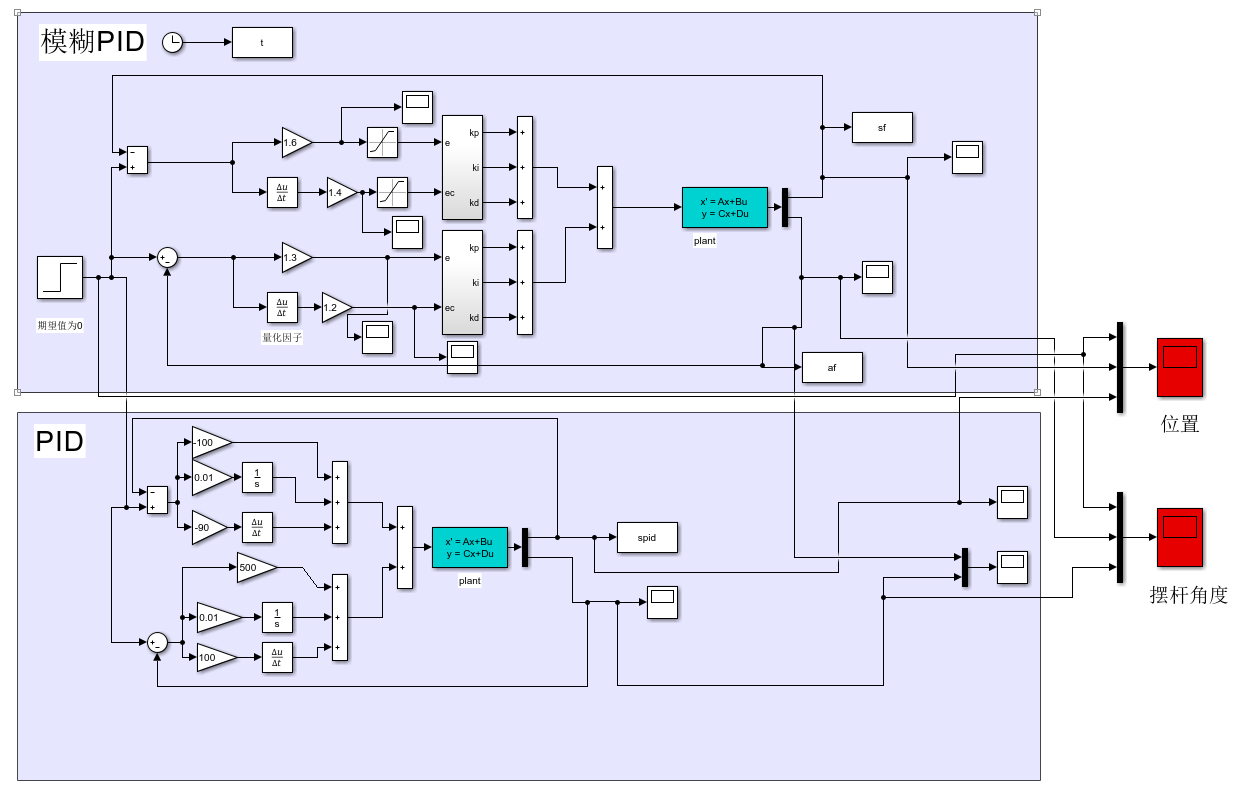 模糊PID
t
sf
1.6
kp
e
ki
Δu
Δt
1.4
ec
kd
x' = Ax+Bu
y = Cx+Du
plant
1.3
kp
e
ki
Δu
Δt
1.2
ec
kd
期望值为0
量化因子
af
位置
PID
-100
0.01
1
s
-90
Δu
Δt
x' = Ax+Bu
y = Cx+Du
plant
spid
500
0.01
1
s
100
Δu
Δt
摆杆角度